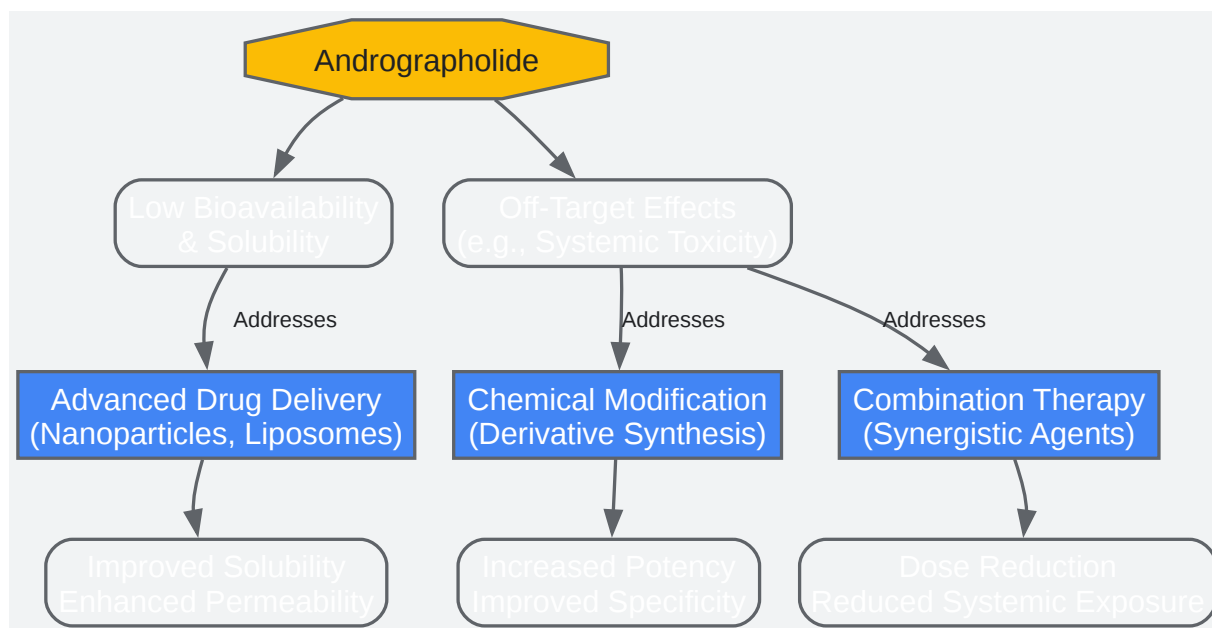 Andrographolide
Low Bioavailability
& Solubility
Off-Target Effects
(e.g., Systemic Toxicity)
Addresses
Addresses
Addresses
Advanced Drug Delivery
(Nanoparticles, Liposomes)
Chemical Modification
(Derivative Synthesis)
Combination Therapy
(Synergistic Agents)
Improved Solubility
Enhanced Permeability
Increased Potency
Improved Specificity
Dose Reduction
Reduced Systemic Exposure